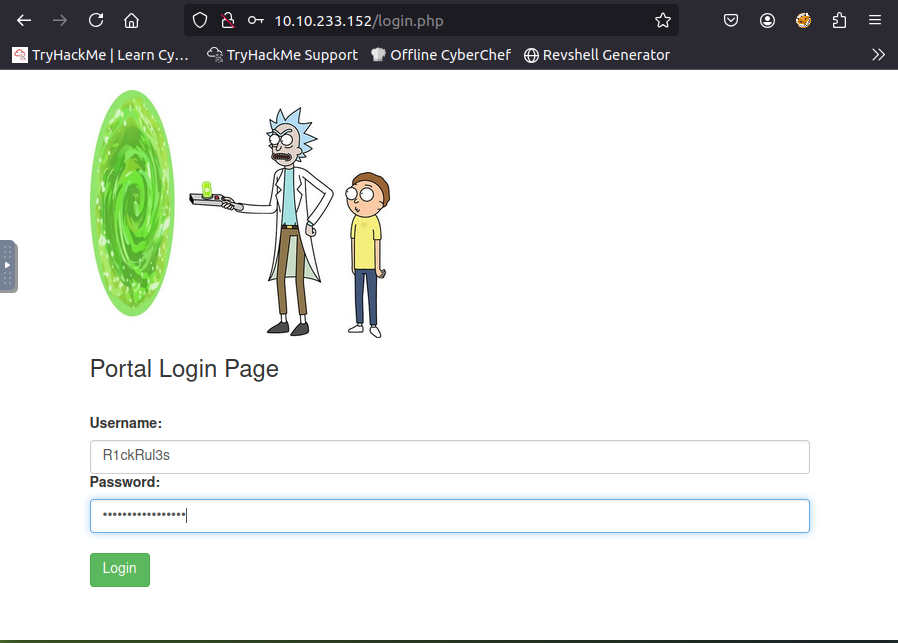 10.10.233.152/login.php
TryHackMe | Learn Cy... TryHackMe Support Offline CyberChef Revshell Generator
Portal Login Page
Username:
R1ckRul3s
Password:
•••••••••••••••••
Login